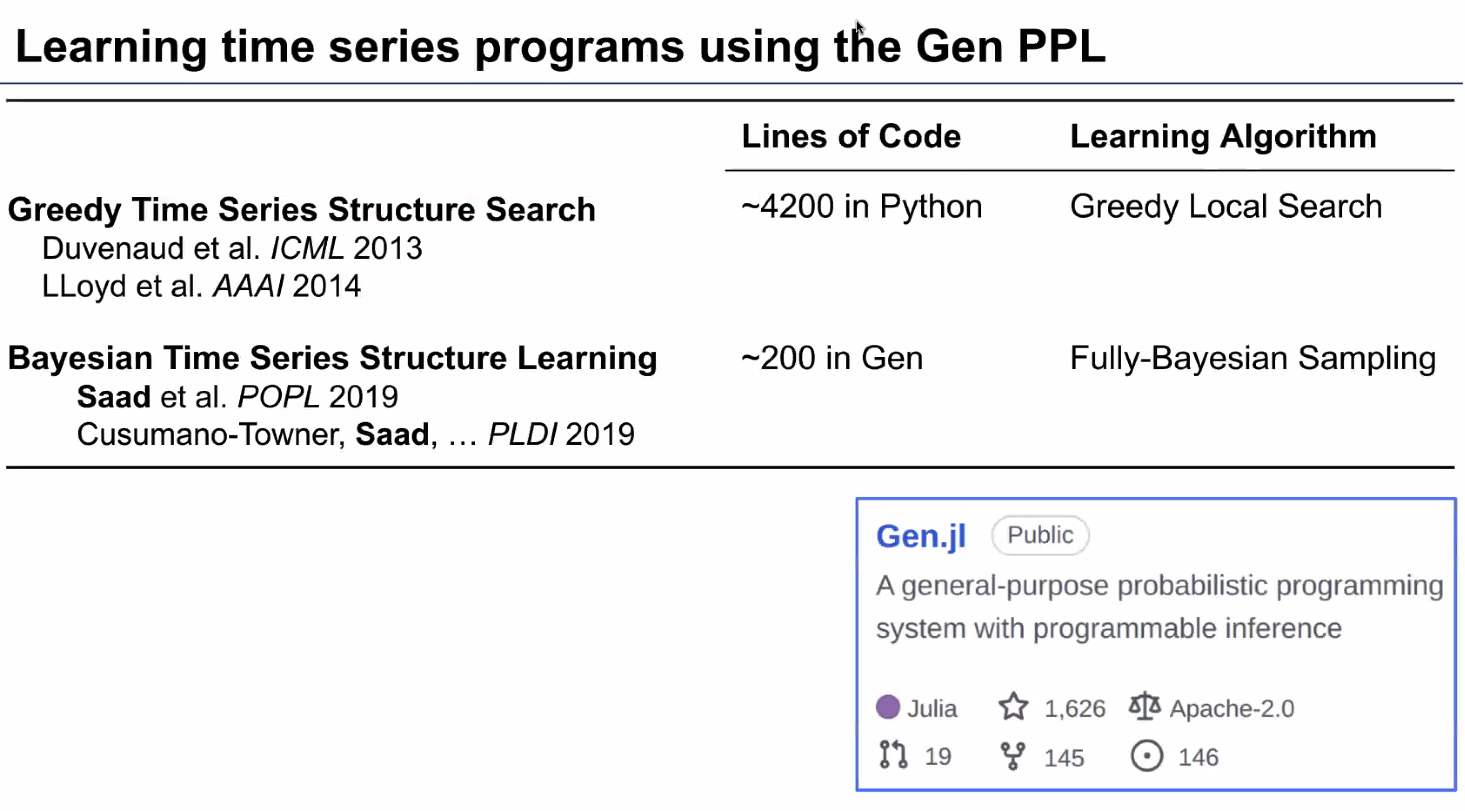 Learning time series programs using the Gen PPL
Lines of Code Learning Algorithm
Greedy Time Series Structure Search ~4200 in Python Greedy Local Search
Duvenaud et al. ICML 2013
LLoyd et al. AAAI 2014
Bayesian Time Series Structure Learning ~200 in Gen Fully-Bayesian Sampling
Saad et al. POPL 2019
Cusumano-Towner, Saad, … PLDI 2019
Gen.jl Public
A general-purpose probabilistic programming
system with programmable inference
Julia 1,626 Apache-2.0
19 145 146